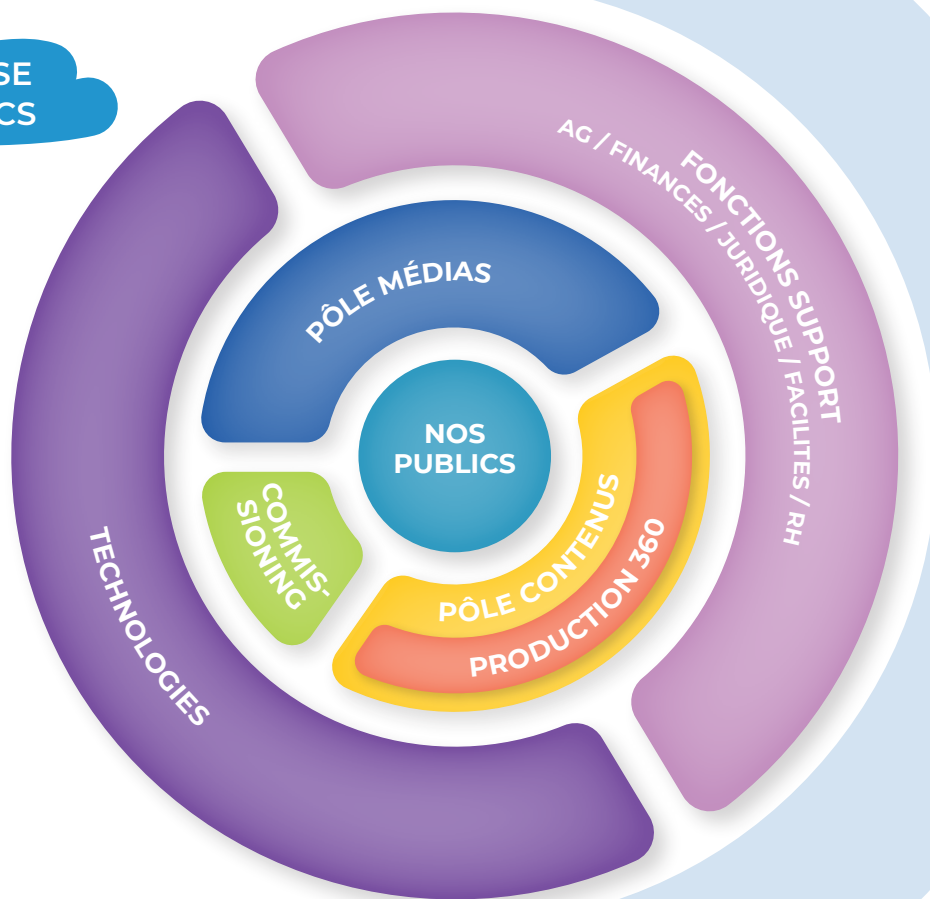 FONCTIONS SUPPORT
AG / FINANCES / JURIDIQUE / FACILITES / RH
PÔLE MÉDIAS
NOS
PUBLICS
COMMIS-
SIONING
PÔLE CONTENUS
PRODUCTION 360
TECHNOLOGIES